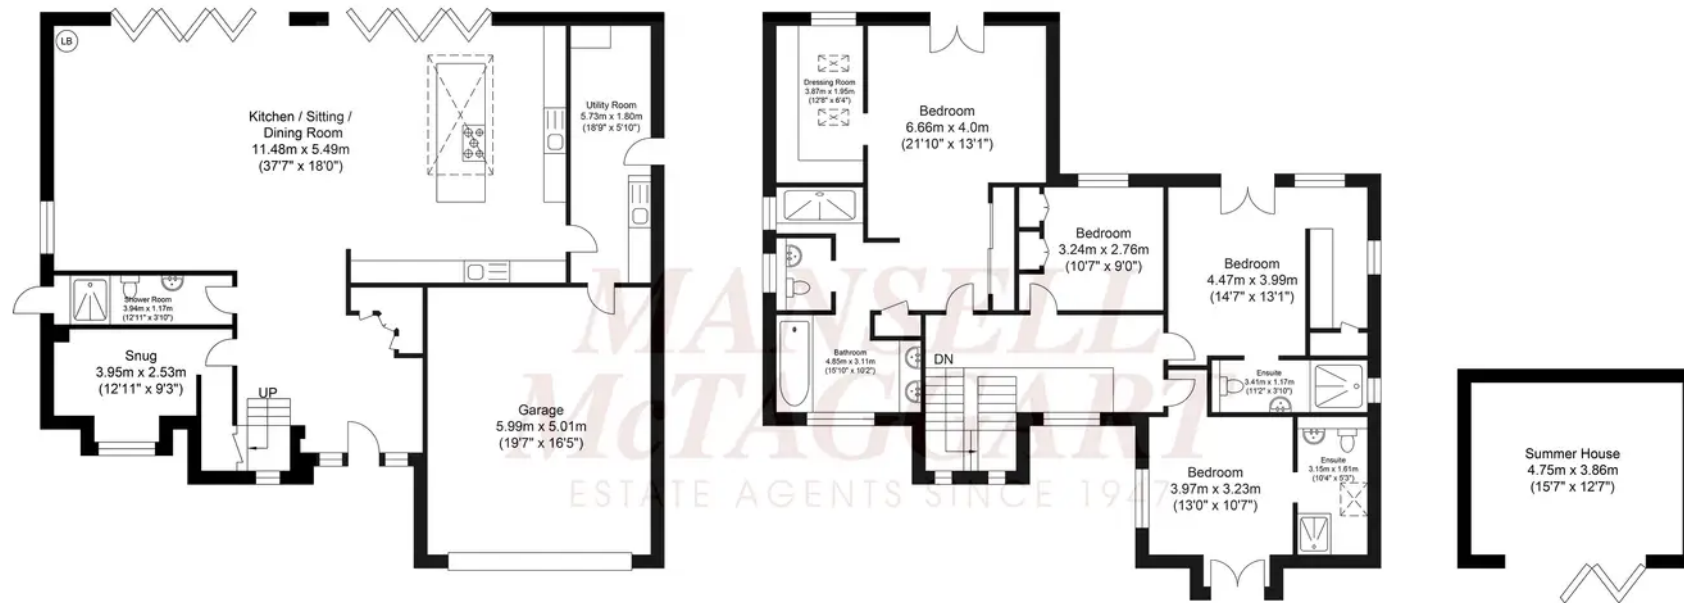 LB
Kitchen / Sitting /
Dining Room
11.48m x 5.49m
(37'7" x 18'0")
Utility Room
5.73m x 1.80m
(18'9" x 5'10")
Shower Room
3.94m x 1.17m
(12'11" x 3'10")
Snug
3.95m x 2.53m
(12'11" x 9'3")
UP
Garage
5.99m x 5.01m
(19'7" x 16'5")
Dressing Room
3.87m x 1.95m
(12'8" x 6'4")
Bedroom
6.66m x 4.0m
(21'10" x 13'1")
Bedroom
3.24m x 2.76m
(10'7" x 9'0")
Bedroom
4.47m x 3.99m
(14'7" x 13'1")
Bathroom
4.85m x 3.11m
(15'10" x 10'2")
DN
Ensuite
3.41m x 1.17m
(11'2" x 3'10")
Bedroom
3.97m x 3.23m
(13'0" x 10'7")
Ensuite
3.15m x 1.61m
(10'4" x 5'3")
Summer House
4.75m x 3.86m
(15'7" x 12'7")
MANSELL
McTAGGART
ESTATE AGENTS SINCE 1947